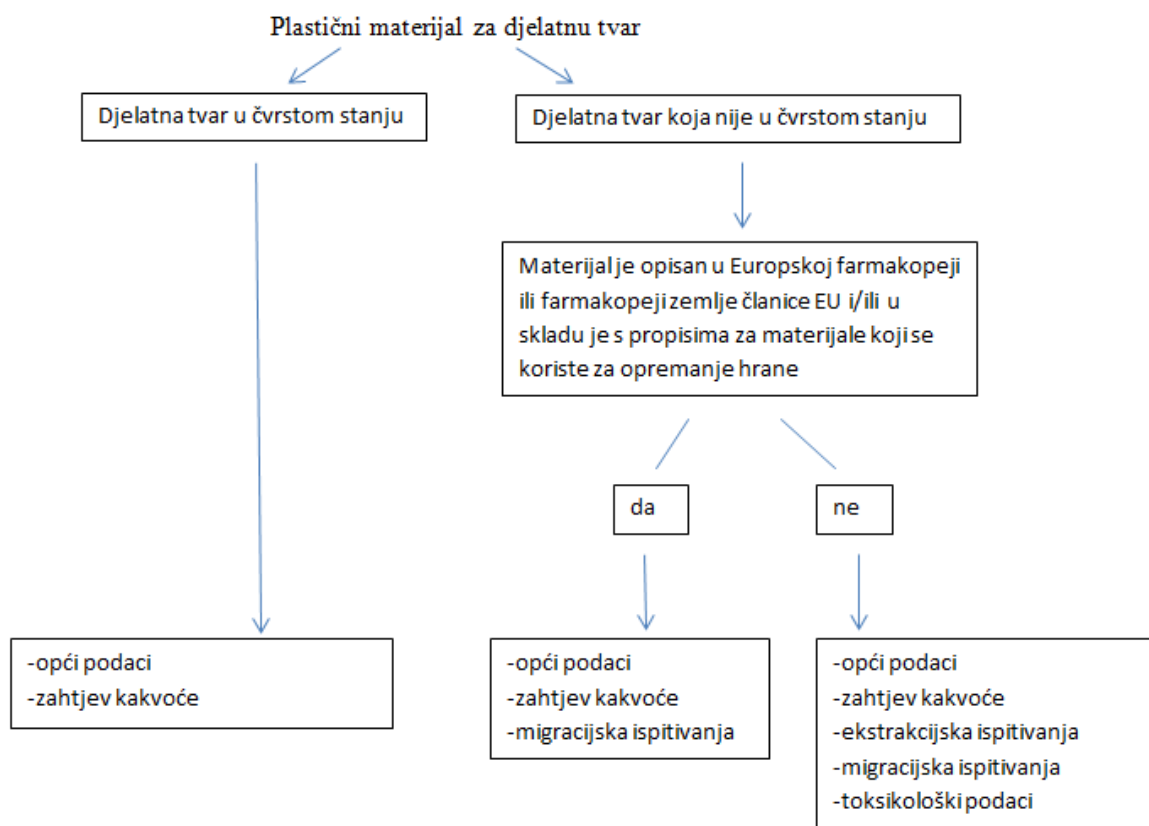 Plastični materijal za djelatnu tvar
Djelatna tvar u čvrstom stanju
Djelatna tvar koja nije u čvrstom stanju
Materijal je opisan u Europskoj farmakopeji
ili farmakopeji zemlje članice EU i/ili u
skladu je s propisima za materijale koji se
koriste za opremanje hrane
da
ne
-opći podaci
-zahtjev kakvoće
-opći podaci
-zahtjev kakvoće
-migracijska ispitivanja
-opći podaci
-zahtjev kakvoće
-ekstrakcijska ispitivanja
-migracijska ispitivanja
-toksikološki podaci